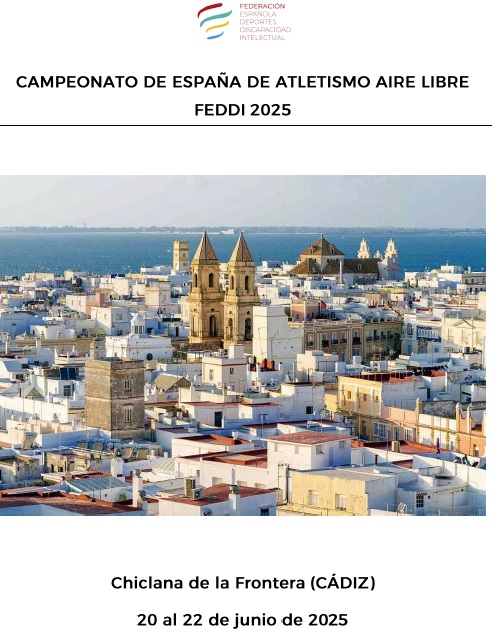 FEDERACIÓN
ESPAÑOLA
DEPORTES
DISCAPACIDAD
INTELECTUAL
CAMPEONATO DE ESPAÑA DE ATLETISMO AIRE LIBRE
FEDDI 2025
Chiclana de la Frontera (CÁDIZ)
20 al 22 de junio de 2025